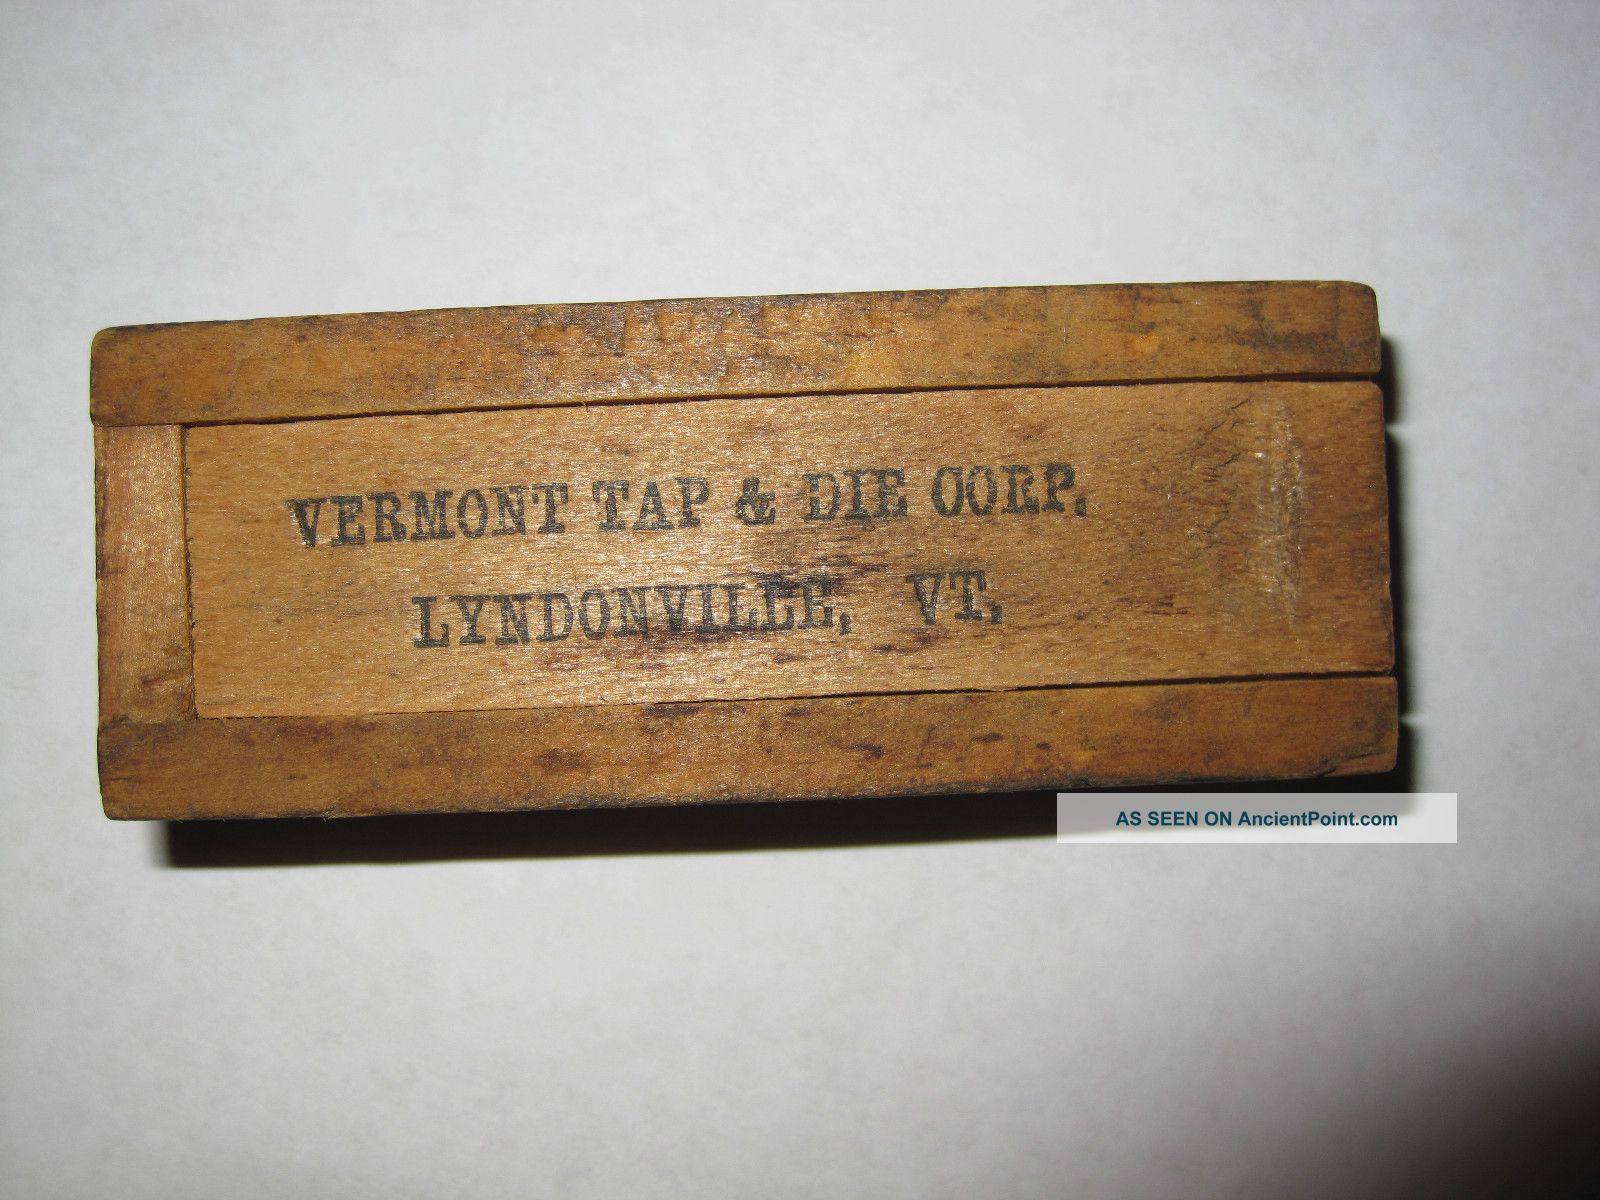 VERMONT TAP & DIE CORP.
LYNDONVILLE, VT.
AS SEEN ON AncientPoint.com